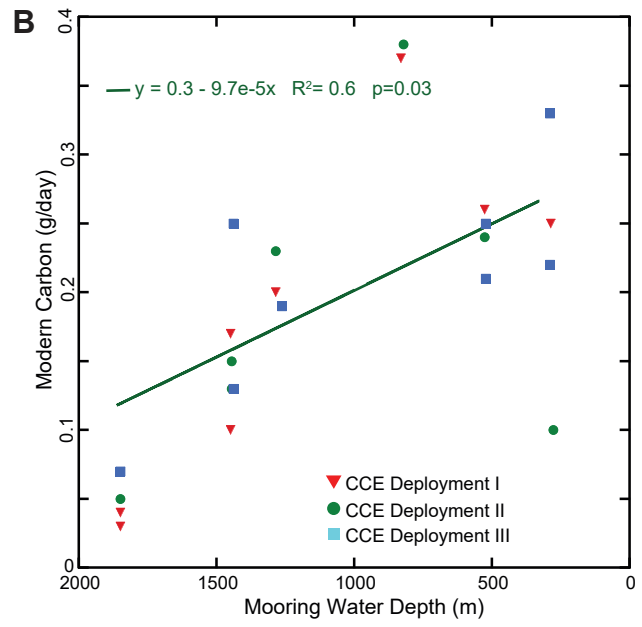 B
0.4
y = 0.3 - 9.7e-5x R²= 0.6 p=0.03
0.3
Modern Carbon (g/day)
0.2
0.1
CCE Deployment I
CCE Deployment II
CCE Deployment III
0
2000 1500 1000 500 0
Mooring Water Depth (m)